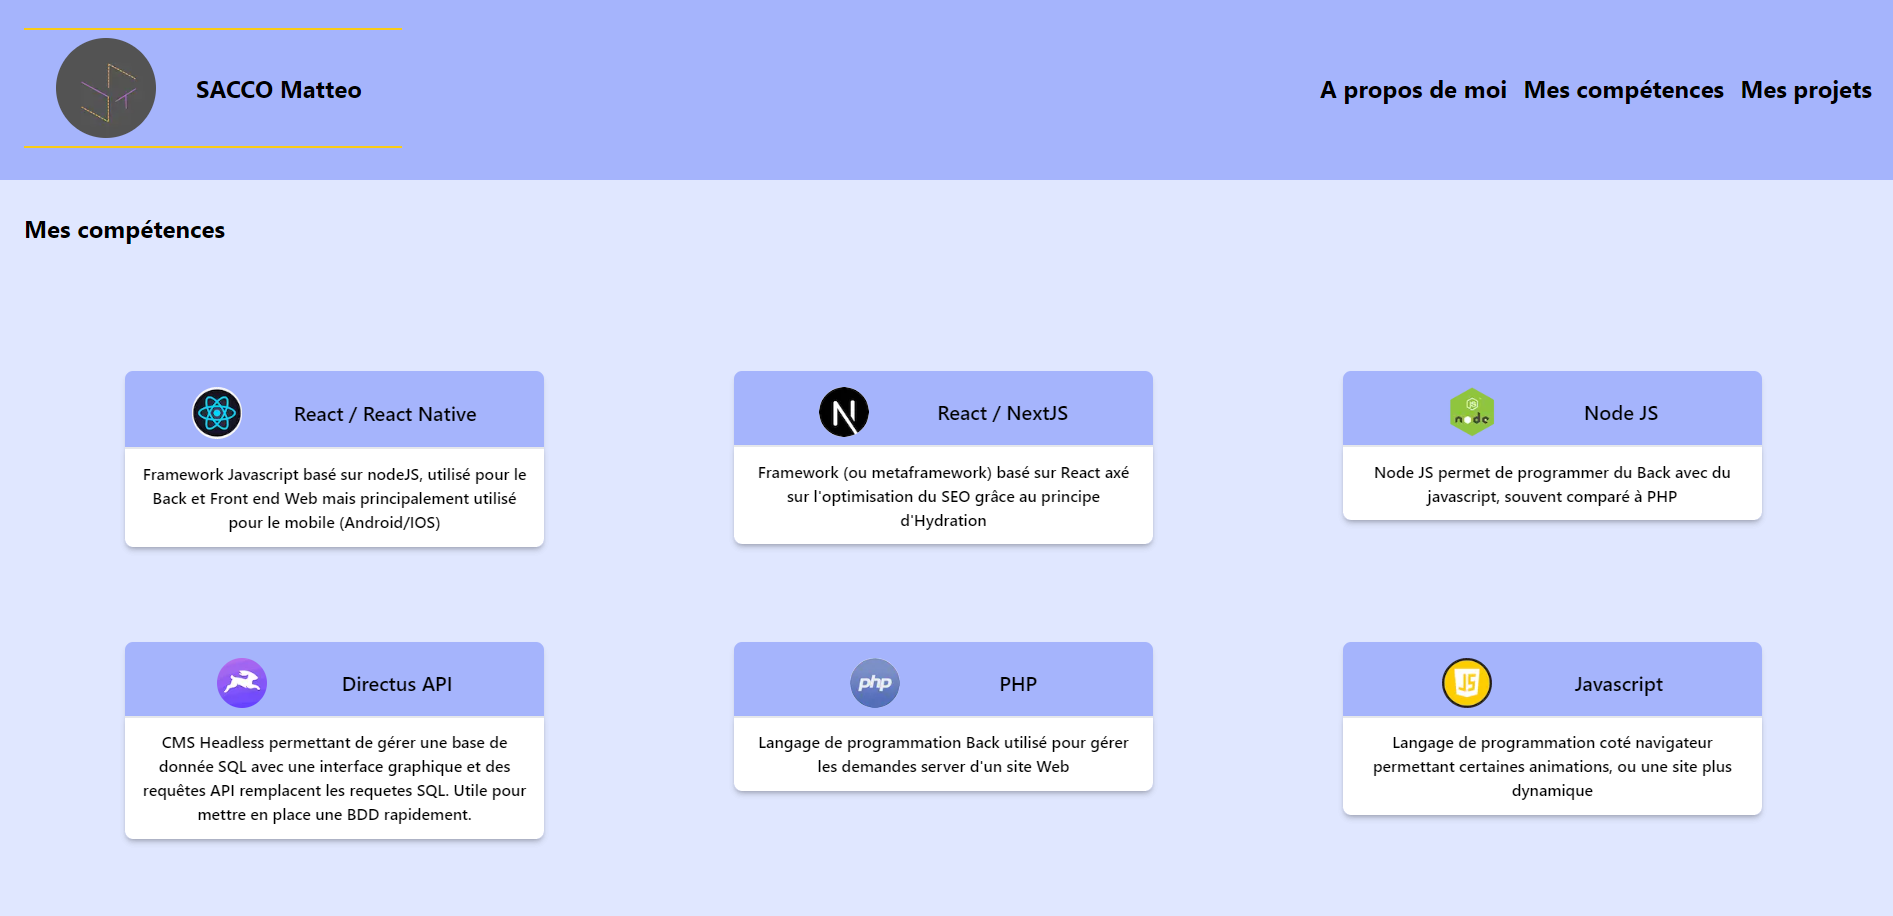 SACCO Matteo
A propos de moi Mes compétences Mes projets
Mes compétences
React / React Native
Framework Javascript basé sur nodeJS, utilisé pour le
Back et Front end Web mais principalement utilisé
pour le mobile (Android/IOS)
React / NextJS
Framework (ou metaframework) basé sur React axé
sur l'optimisation du SEO grâce au principe
d'Hydration
JS
node
Node JS
Node JS permet de programmer du Back avec du
javascript, souvent comparé à PHP
Directus API
CMS Headless permettant de gérer une base de
donnée SQL avec une interface graphique et des
requêtes API remplacent les requetes SQL. Utile pour
mettre en place une BDD rapidement.
php
PHP
Langage de programmation Back utilisé pour gérer
les demandes server d'un site Web
JS
Javascript
Langage de programmation coté navigateur
permettant certaines animations, ou une site plus
dynamique